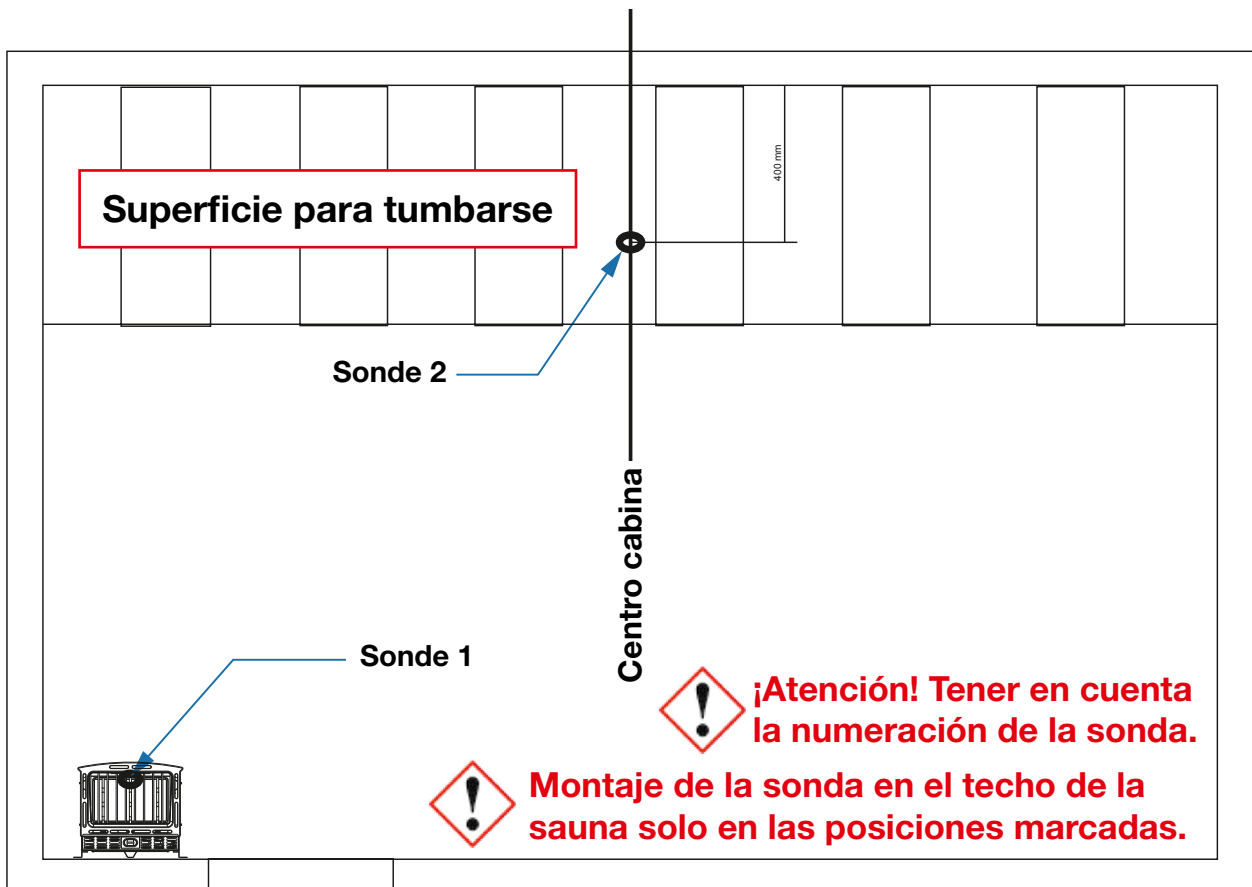 400 mm
Superficie para tumbarse
Sonde 2
Centro cabina
Sonde 1
¡Atención! Tener en cuenta
la numeración de la sonda.
Montaje de la sonda en el techo de la
sauna solo en las posiciones marcadas.